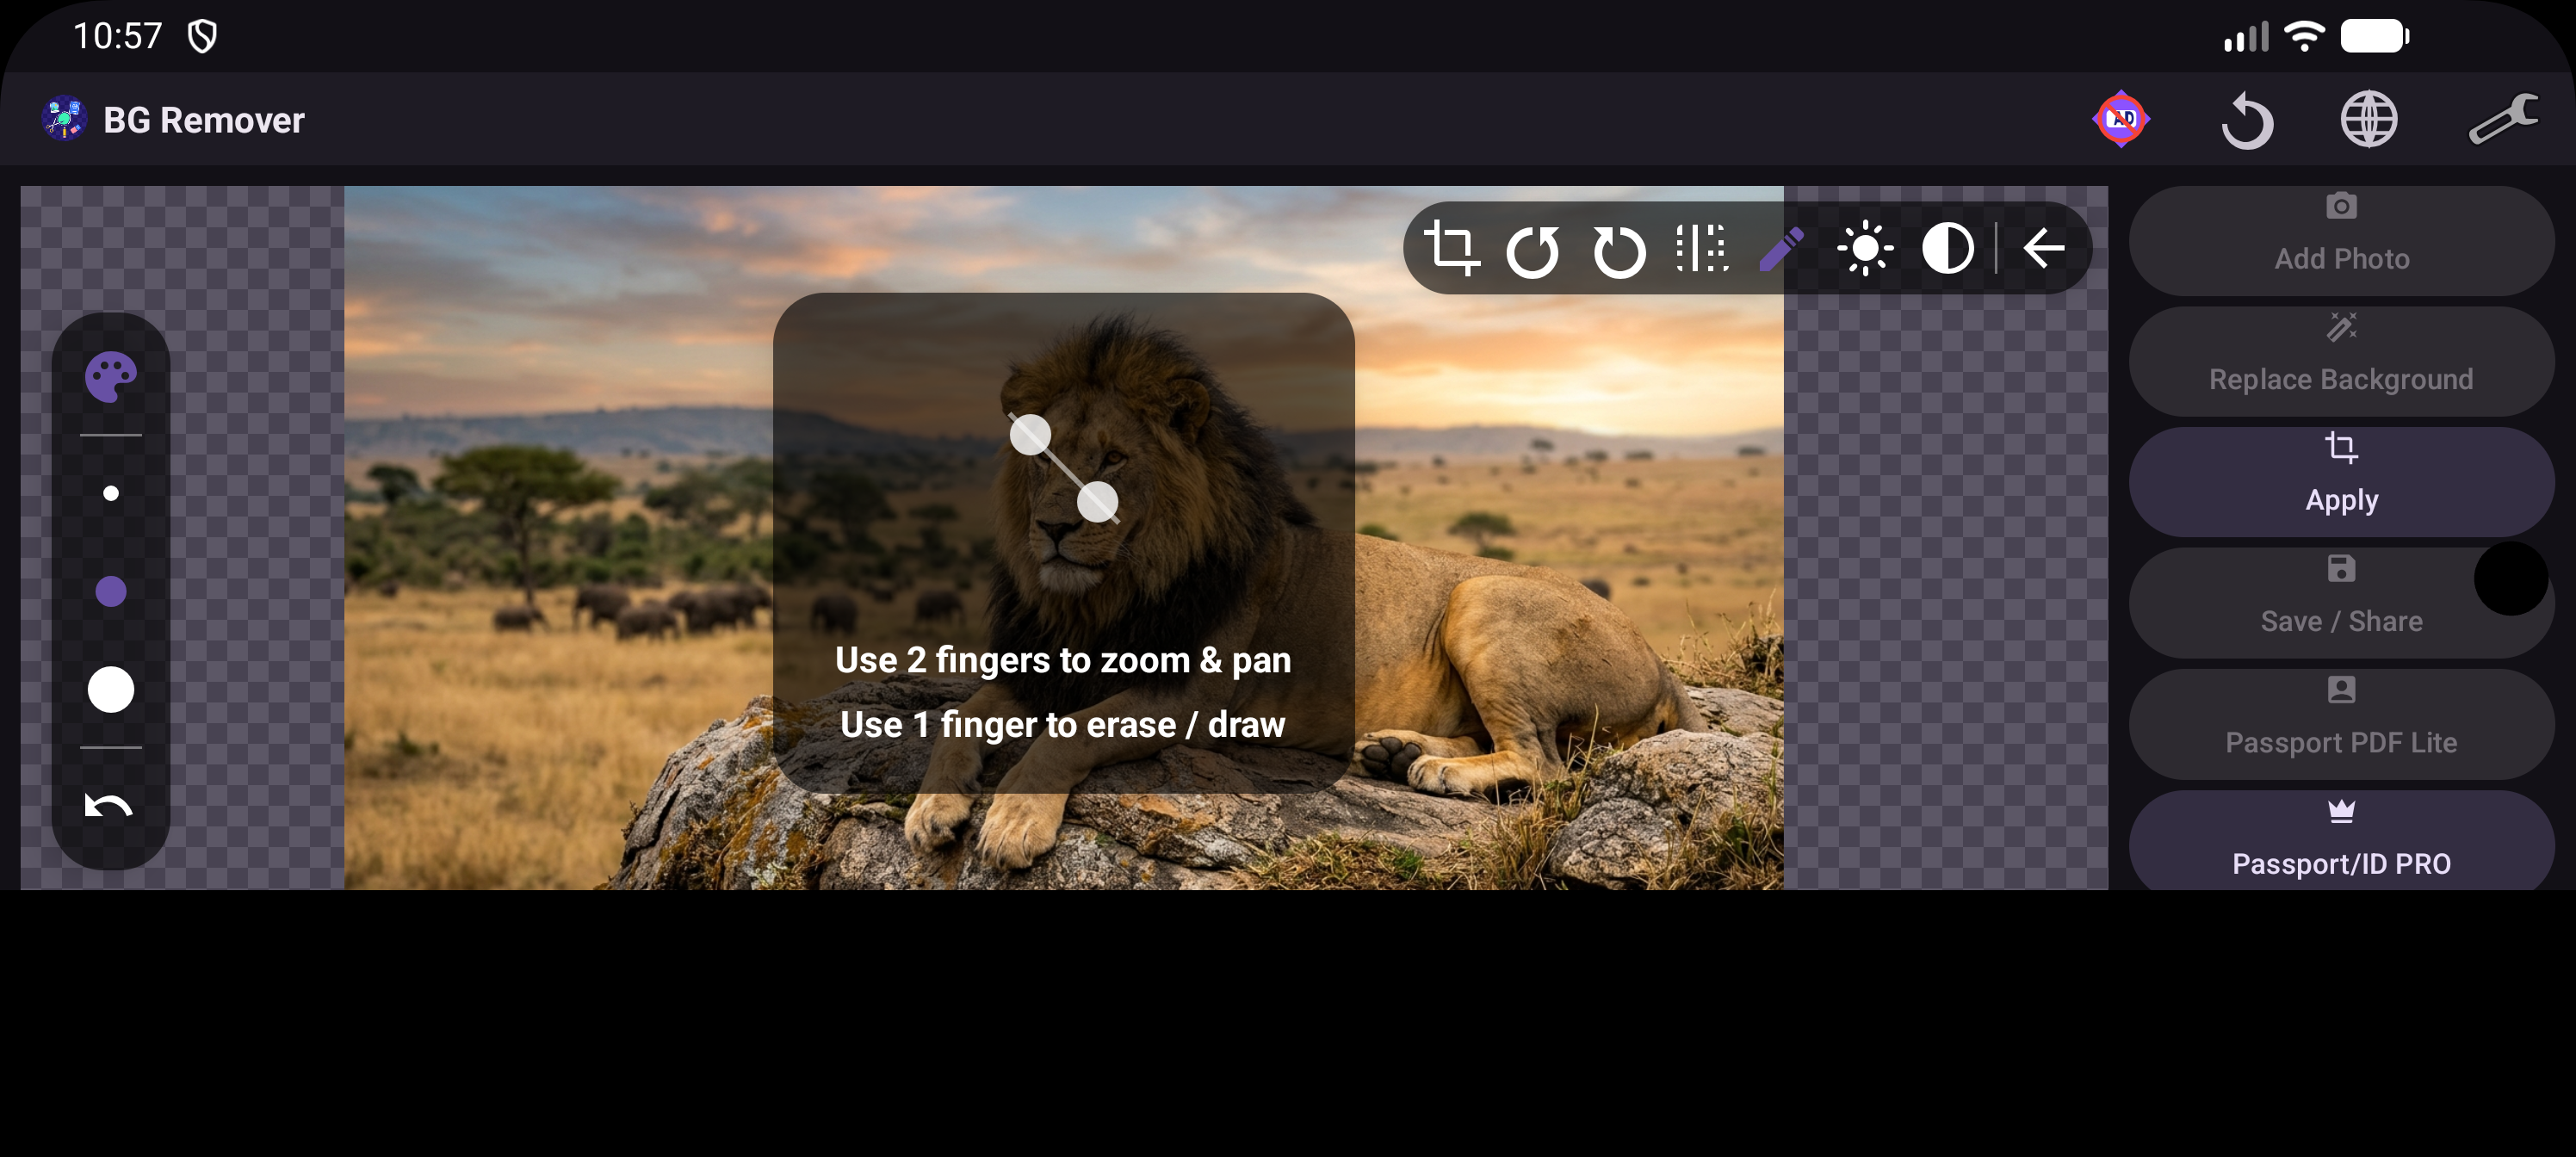 10:57
BG Remover
AD
Add Photo
Replace Background
Apply
Save / Share
Passport PDF Lite
Passport/ID PRO
Use 2 fingers to zoom & pan
Use 1 finger to erase / draw